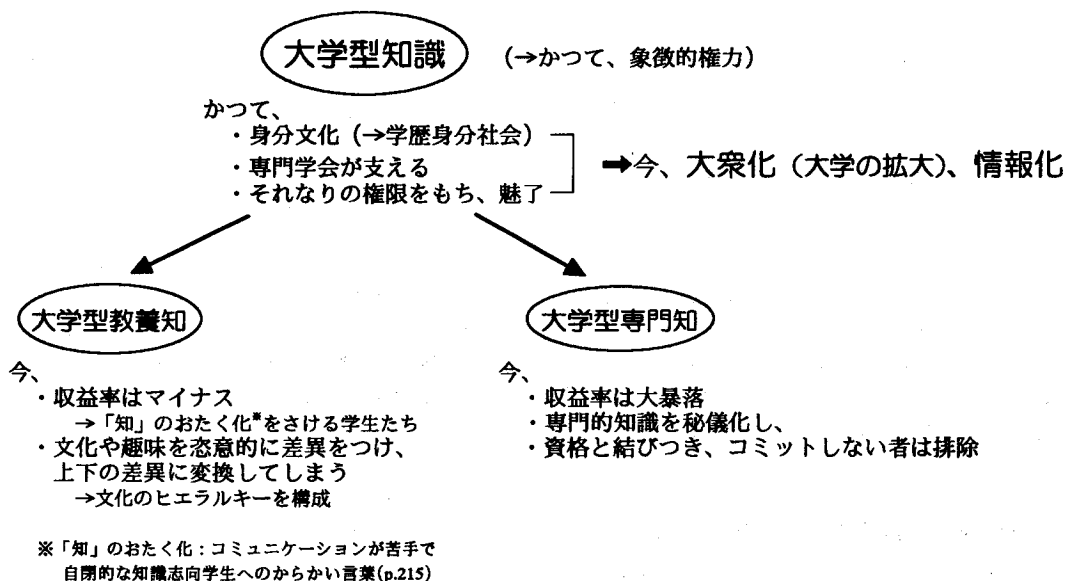 大学型知識 (→かつて、象徴的権力)
かつて、
・身分文化（→学歴身分社会）
・専門学会が支える
・それなりの権限をもち、魅了
➡今、大衆化（大学の拡大）、情報化
大学型教養知
今、
・収益率はマイナス
→「知」のおたく化*をさける学生たち
・文化や趣味を恣意的に差異をつけ、
上下の差異に変換してしまう
→文化のヒエラルキーを構成
※「知」のおたく化：コミュニケーションが苦手で
自閉的な知識志向学生へのからかい言葉(p.215)
大学型専門知
今、
・収益率は大暴落
・専門的知識を秘儀化し、
・資格と結びつき、コミットしない者は排除